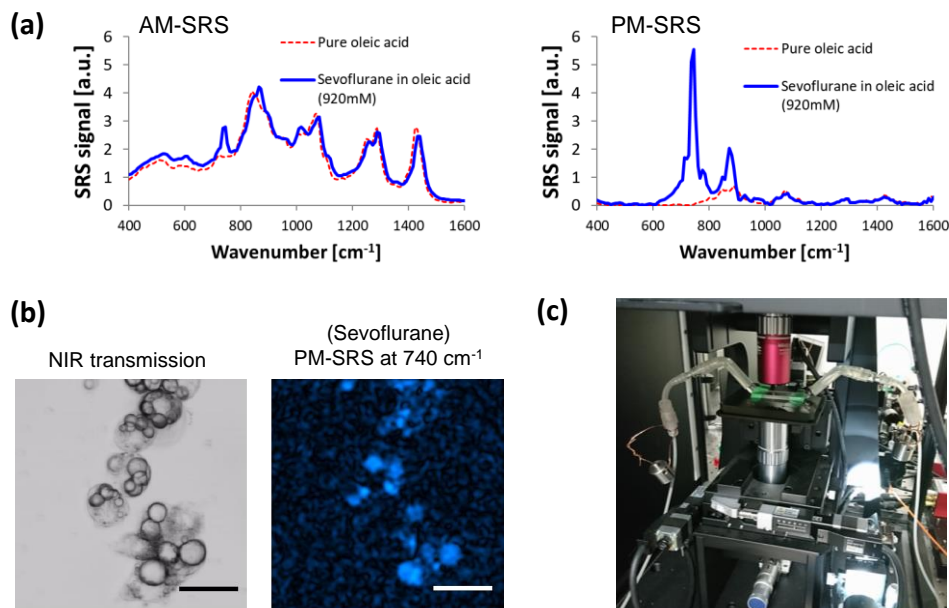 (a)
AM-SRS
SRS signal [a.u.]
6
5
4
3
2
1
0
Pure oleic acid
Sevoflurane in oleic acid
(920mM)
400 600 800 1000 1200 1400 1600
Wavenumber [cm⁻¹]
PM-SRS
SRS signal [a.u.]
6
5
4
3
2
1
0
Pure oleic acid
Sevoflurane in oleic acid
(920mM)
400 600 800 1000 1200 1400 1600
Wavenumber [cm⁻¹]
(b)
NIR transmission
(Sevoflurane)
PM-SRS at 740 cm⁻¹
(c)